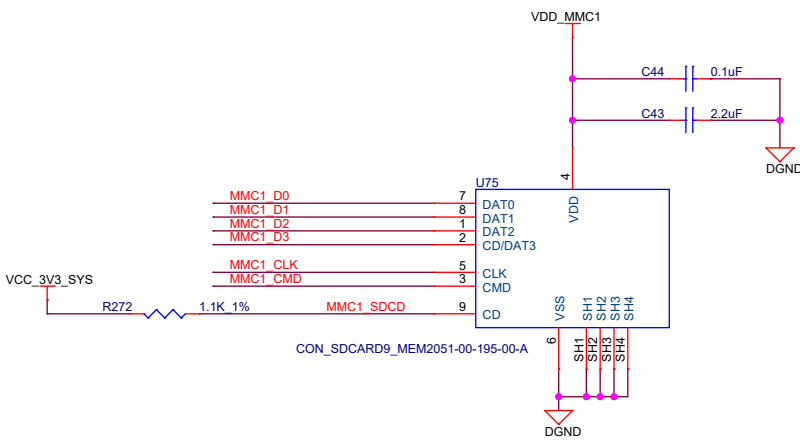 VDD_MMC1
C44 0.1uF
C43 2.2uF
DGND
U75
4
VDD
MMC1_D0 7 DAT0
MMC1_D1 8 DAT1
MMC1_D2 1 DAT2
MMC1_D3 2 CD/DAT3
MMC1_CLK 5 CLK
MMC1_CMD 3 CMD
VCC_3V3_SYS
R272 1.1K_1% MMC1_SDCD 9 CD
VSS SH1 SH2 SH3 SH4
6 SH1 SH2 SH3 SH4
CON_SDCARD9_MEM2051-00-195-00-A
DGND